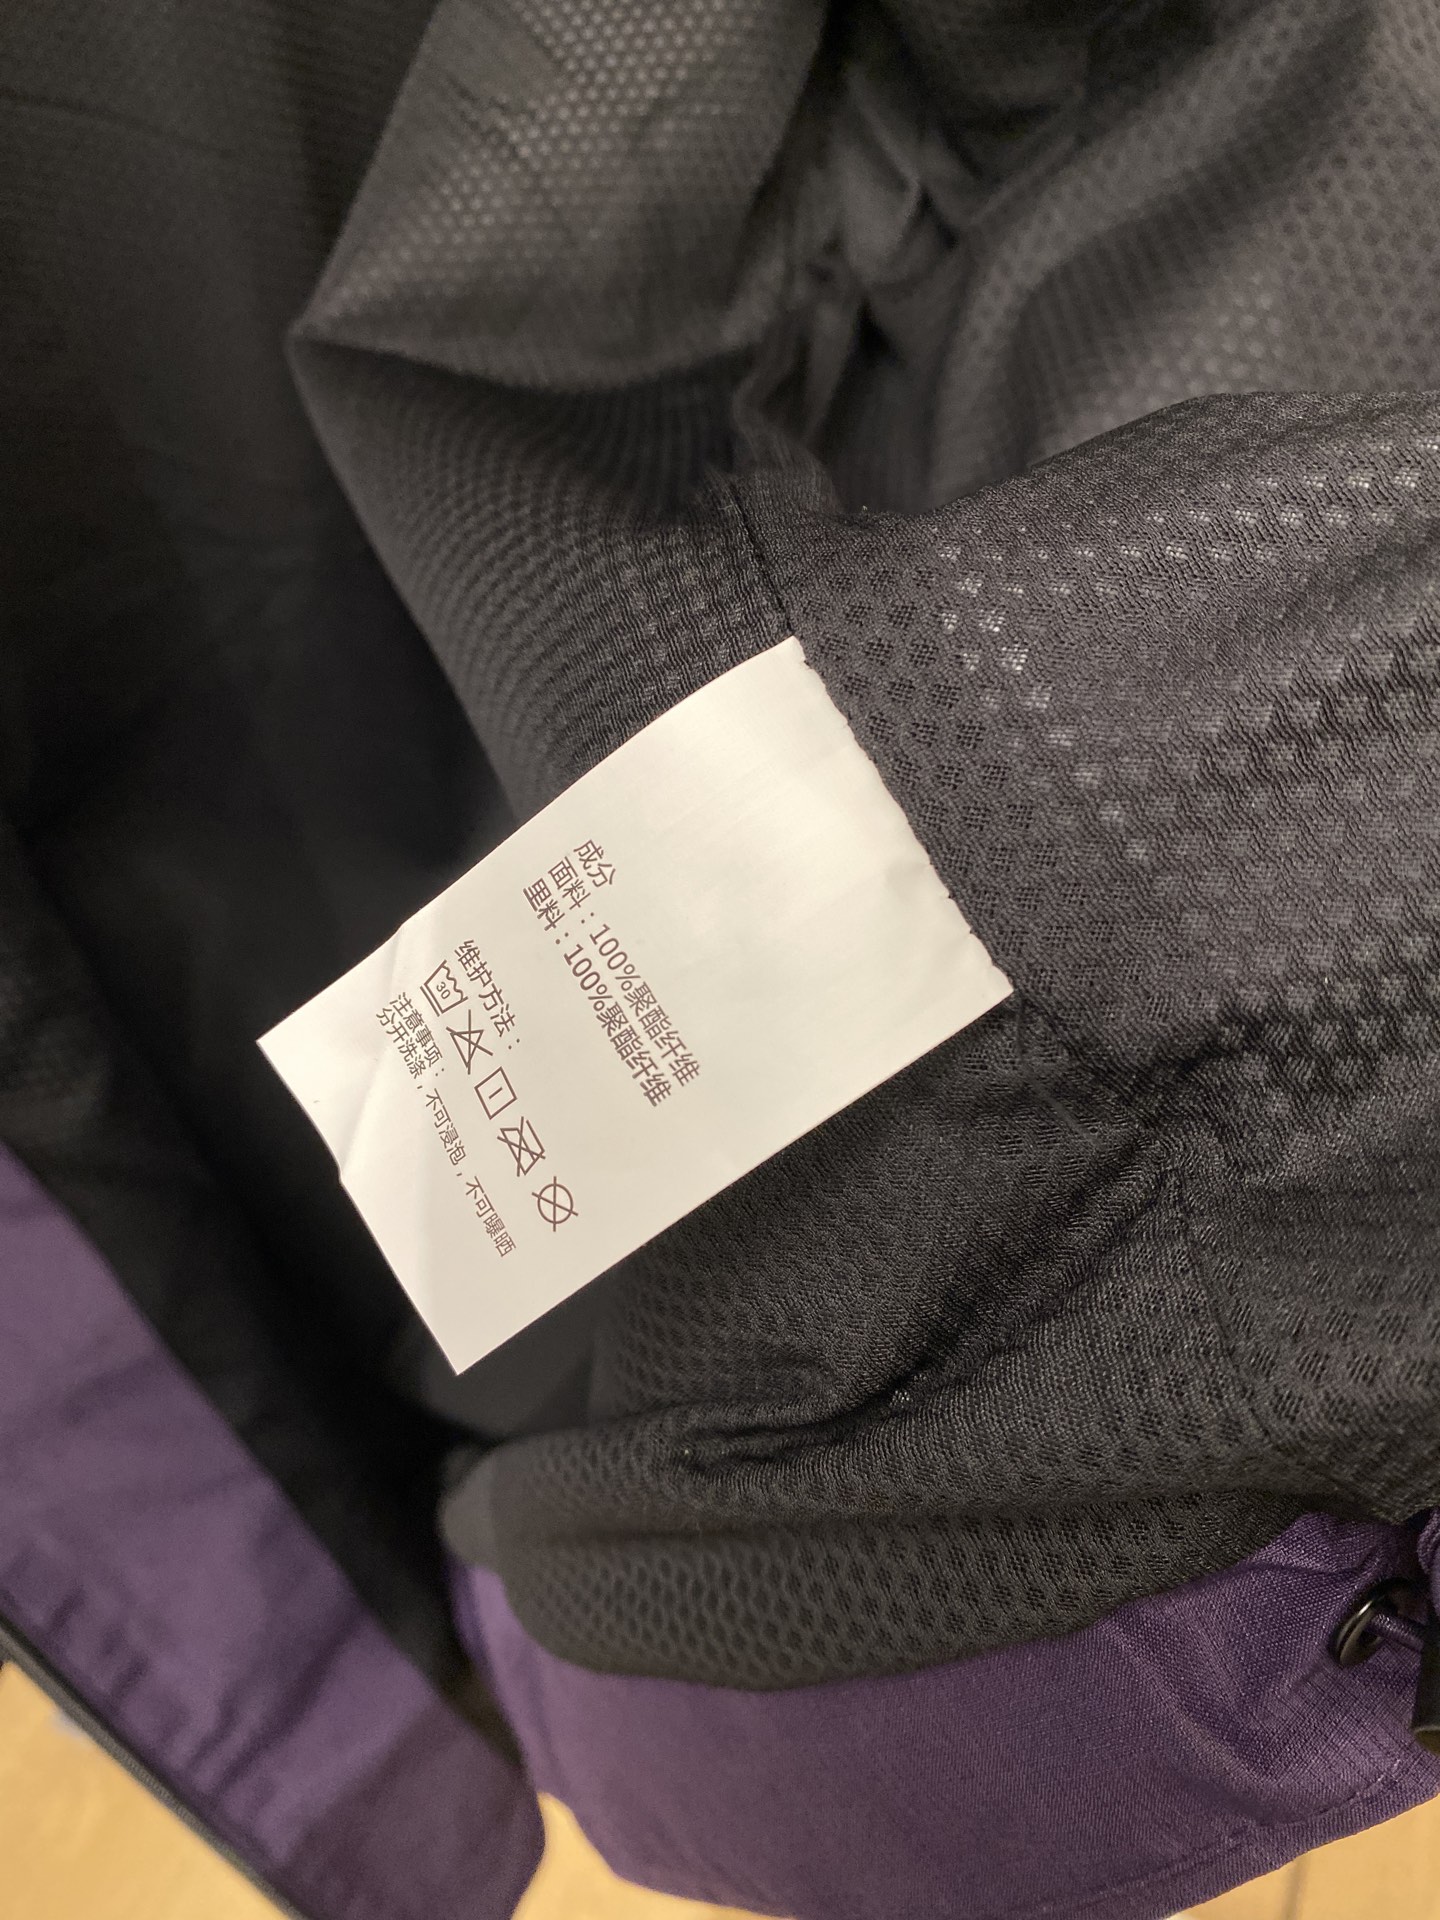 成分
面料：100%聚酯纤维
里料：100%聚酯纤维
维护方法：
30
注意事项：
分开洗涤，不可浸泡，不可曝晒